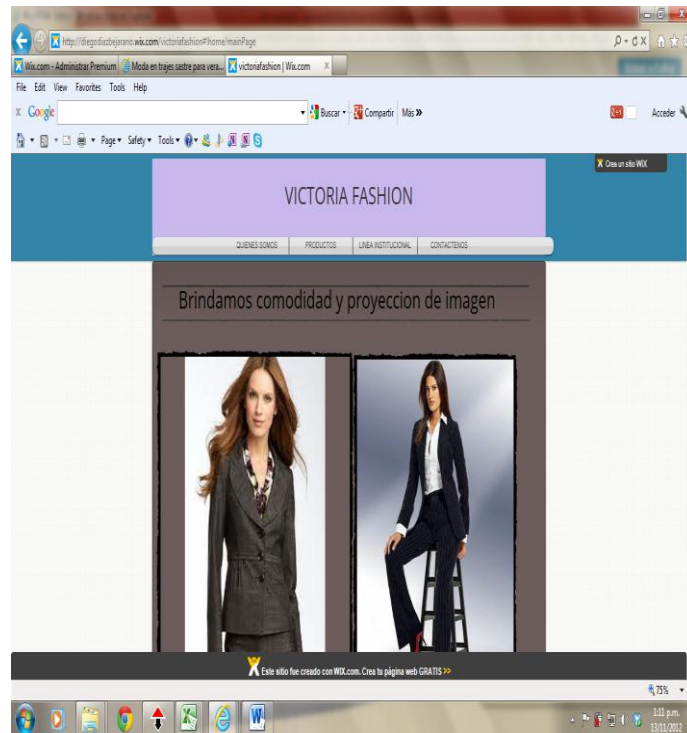 http://diegodiazbejarano.wix.com/victoriafashion#!home/mainPage
Wix.com - Administrar Premium
Moda en trajes sastre para vera...
victoriafashion | Wix.com
File Edit View Favorites Tools Help
Google
Buscar
Compartir
Más »
Acceder
Page Safety Tools
Crea un sitio WIX
VICTORIA FASHION
QUIENES SOMOS
PRODUCTOS
LINEA INSTITUCIONAL
CONTACTENOS
Brindamos comodidad y proyeccion de imagen
Este sitio fue creado con WIX.com. Crea tu página web GRATIS >>
75%
1:11 p.m.
13/11/2012